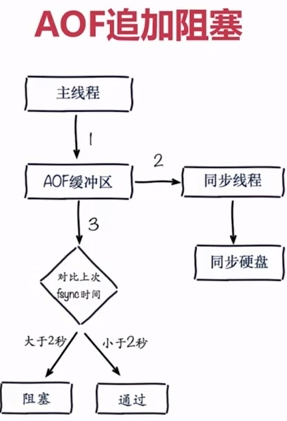 AOF追加阻塞
主线程
1
AOF缓冲区
2
同步线程
3
同步硬盘
对比上次
fsync时间
大于2秒
小于2秒
阻塞
通过